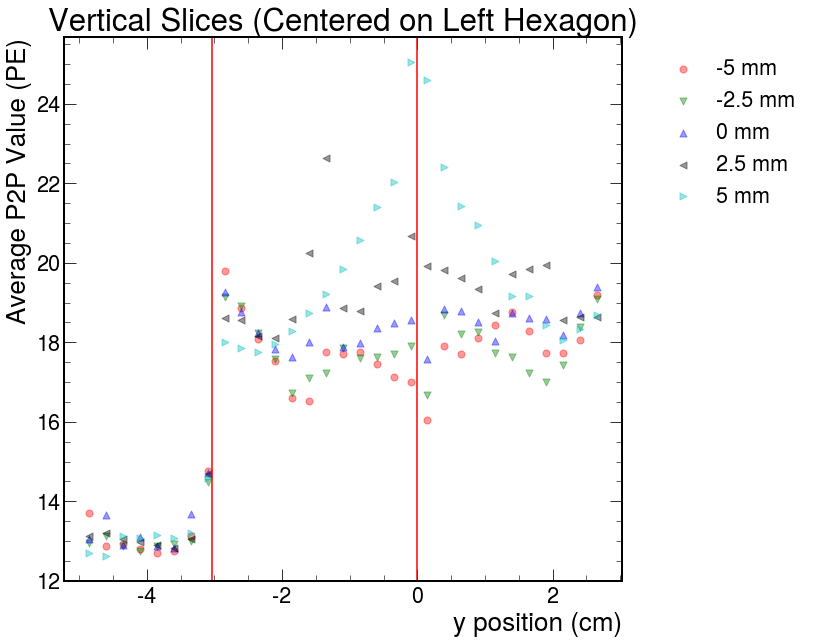 Vertical Slices (Centered on Left Hexagon)
Average P2P Value (PE)
24
22
20
18
16
14
12
-4
-2
0
2
y position (cm)
-5 mm
-2.5 mm
0 mm
2.5 mm
5 mm